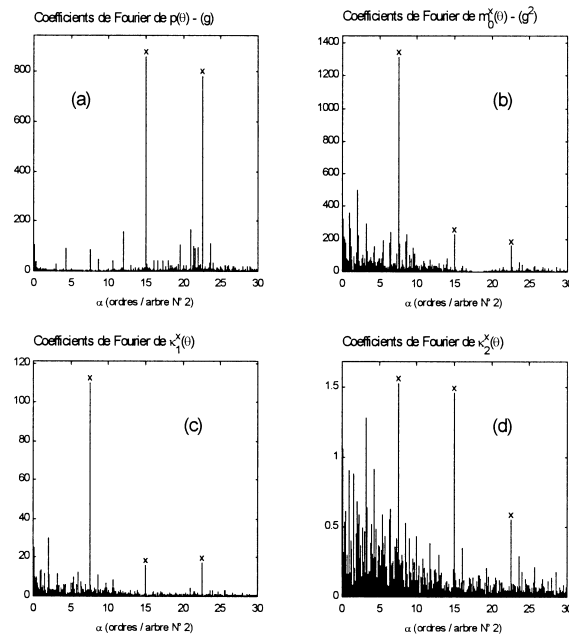 Coefficients de Fourier de p(θ) - (g)
800
600
400
200
0
(a)
x
x
0 5 10 15 20 25 30
α (ordres / arbre N° 2)
Coefficients de Fourier de m₀ˣ(θ) - (g²)
1400
1200
1000
800
600
400
200
0
(b)
x
x
x
0 5 10 15 20 25 30
α (ordres / arbre N° 2)
Coefficients de Fourier de κ₁ˣ(θ)
120
100
80
60
40
20
0
(c)
x
x
x
0 5 10 15 20 25 30
α (ordres / arbre N° 2)
Coefficients de Fourier de κ₂ˣ(θ)
1.5
1
0.5
0
(d)
x
x
x
0 5 10 15 20 25 30
α (ordres / arbre N° 2)